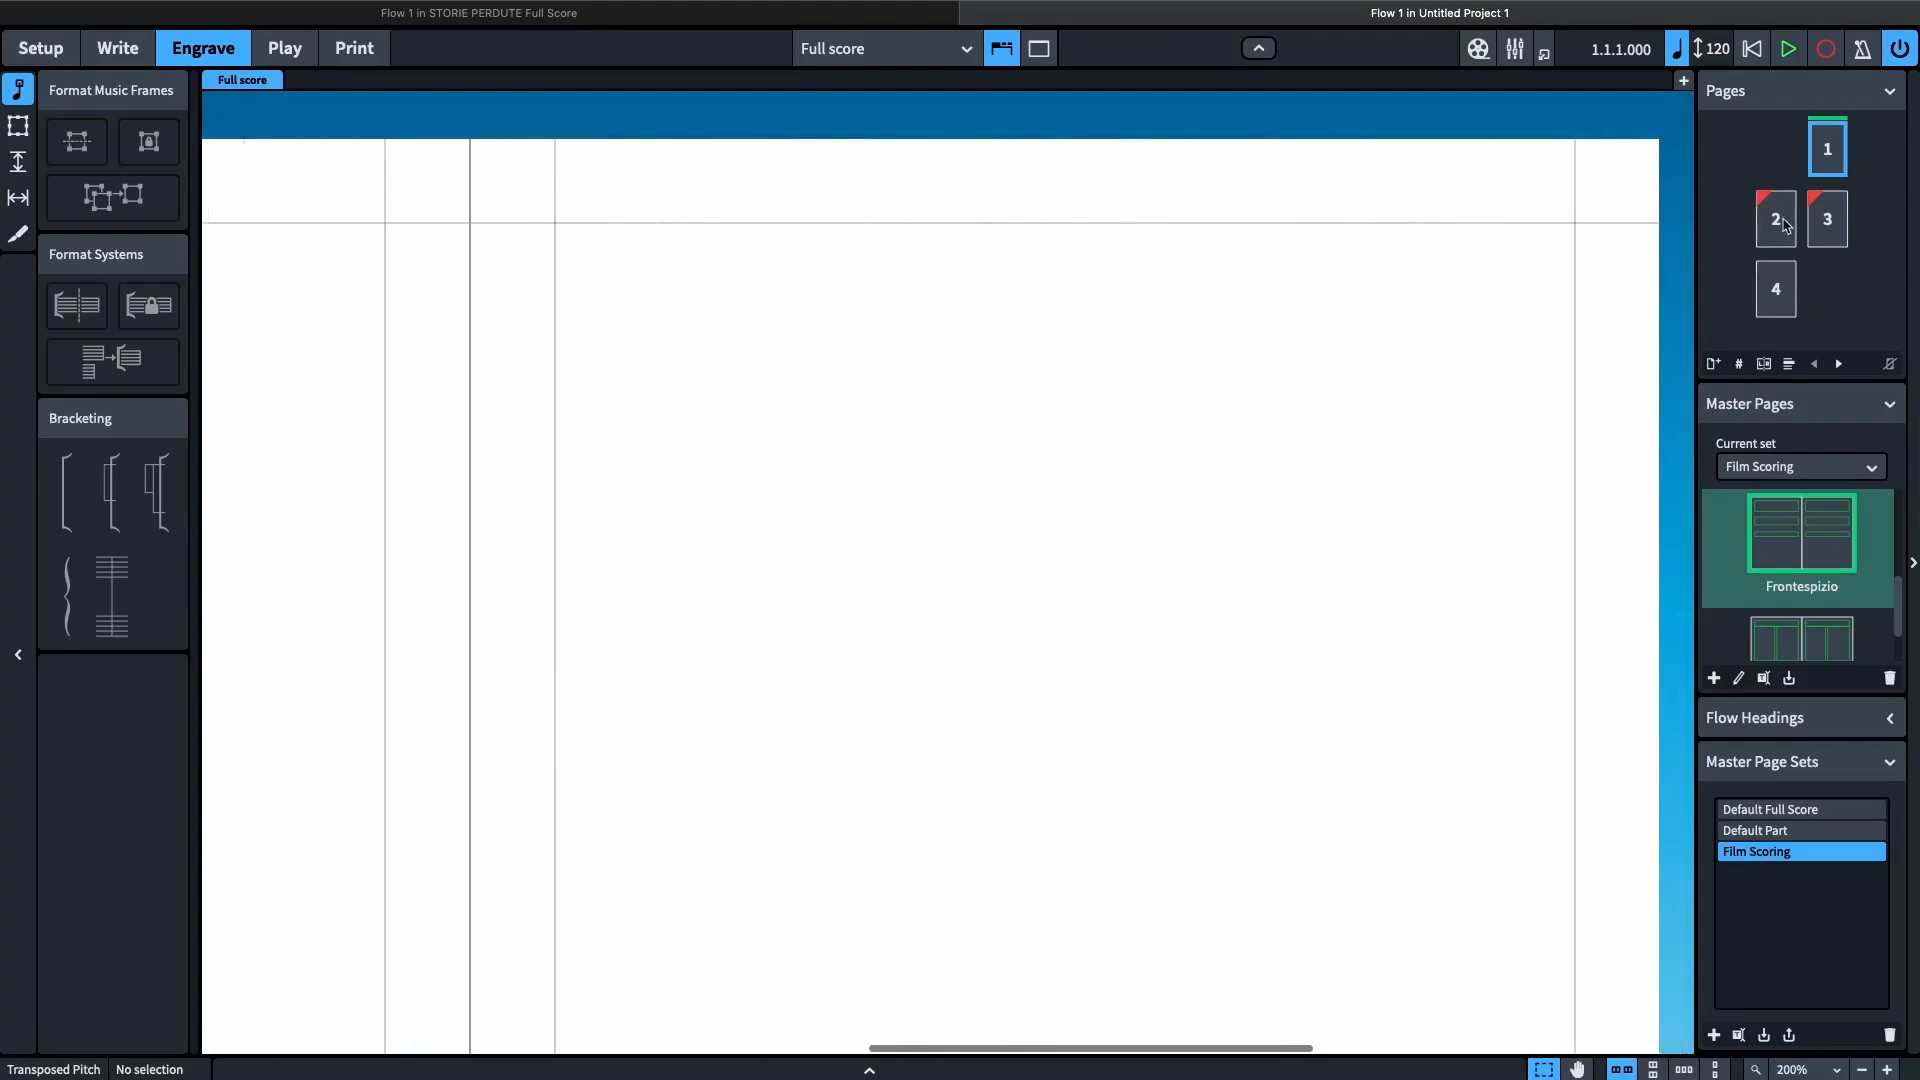 Flow 1 in STORIE PERDUTE Full Score
Flow 1 in Untitled Project 1
Setup
Write
Engrave
Play
Print
Full score
1.1.1.000
120
Full score
Format Music Frames
Format Systems
Bracketing
Pages
1
2
3
4
#
Master Pages
Current set
Film Scoring
Frontespizio
Flow Headings
Master Page Sets
Default Full Score
Default Part
Film Scoring
Transposed Pitch
No selection
200%